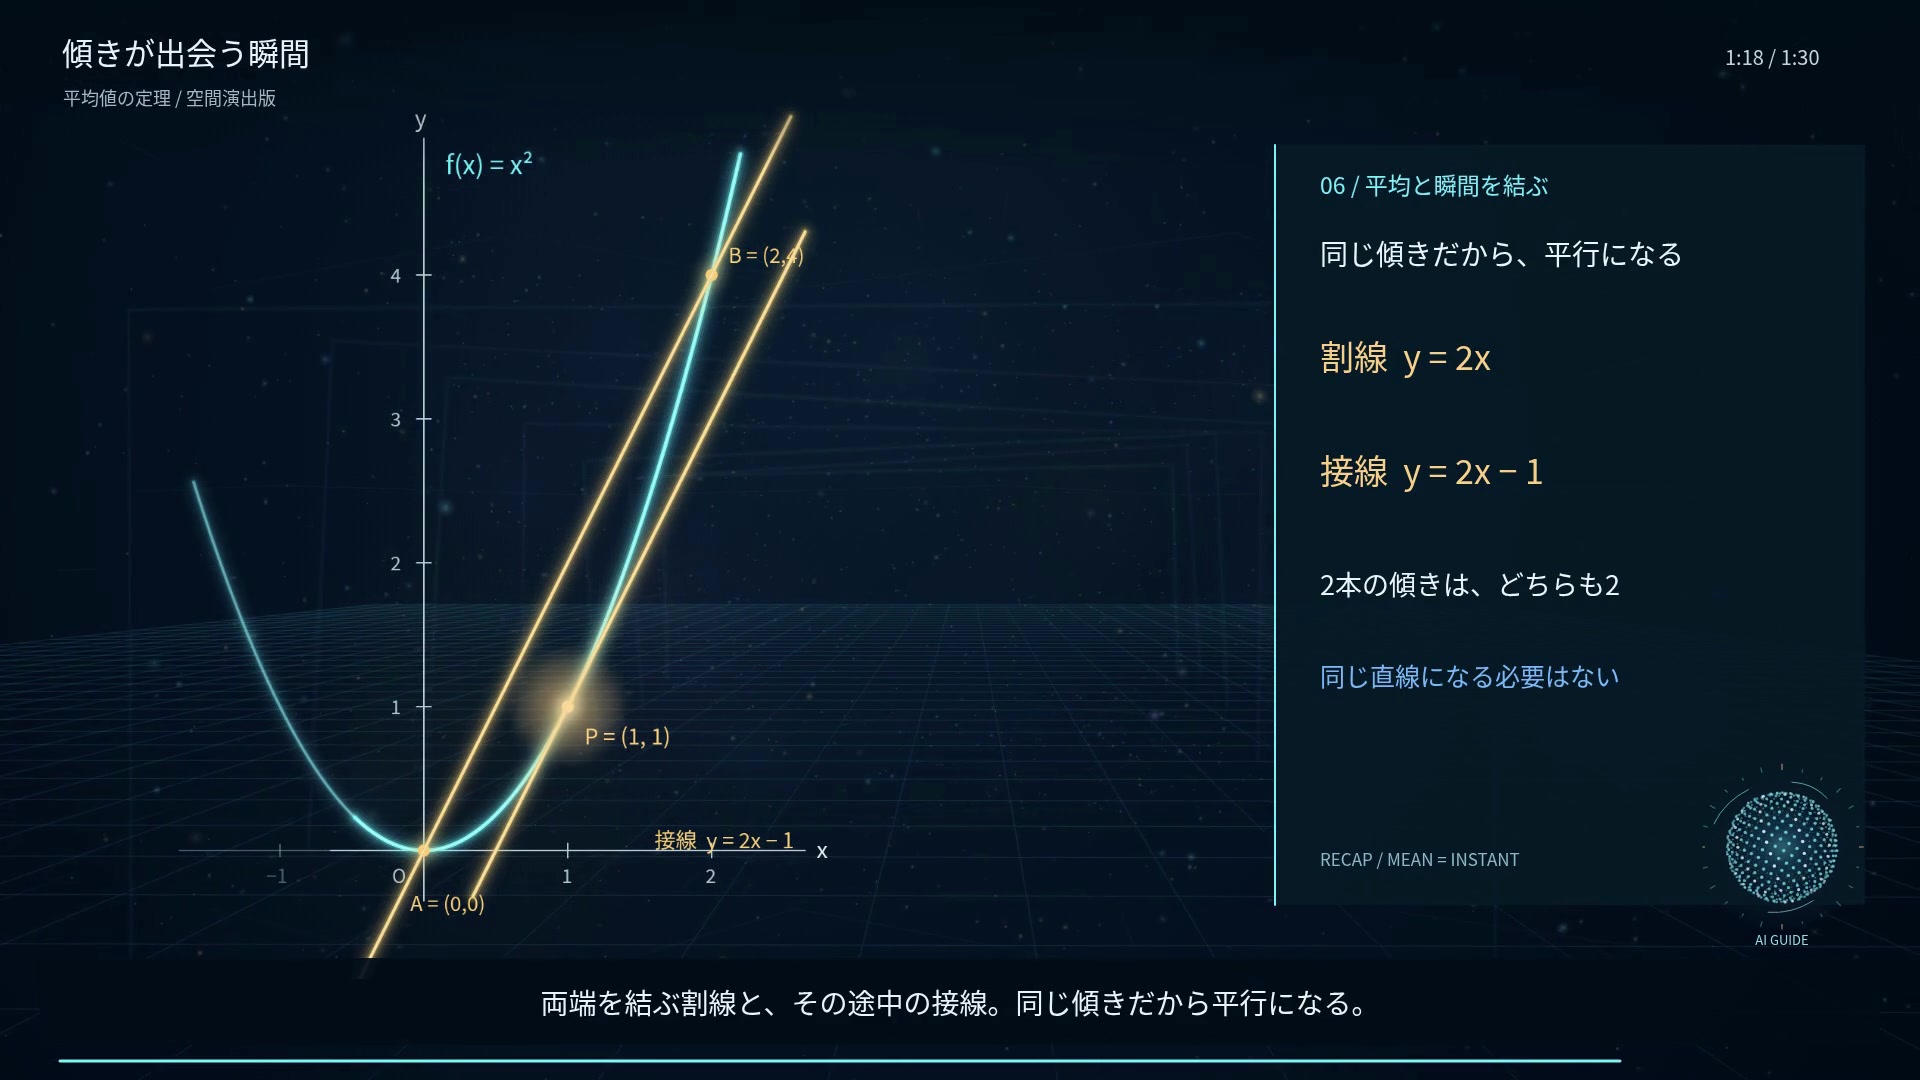 傾きが出会う瞬間
平均値の定理 / 空間演出版
1:18 / 1:30
y
f(x) = x²
B = (2,4)
4
3
2
1
P = (1, 1)
接線 y = 2x − 1
x
−1
O
1
2
A = (0,0)
06 / 平均と瞬間を結ぶ
同じ傾きだから、平行になる
割線 y = 2x
接線 y = 2x − 1
2本の傾きは、どちらも2
同じ直線になる必要はない
RECAP / MEAN = INSTANT
AI GUIDE
両端を結ぶ割線と、その途中の接線。同じ傾きだから平行になる。